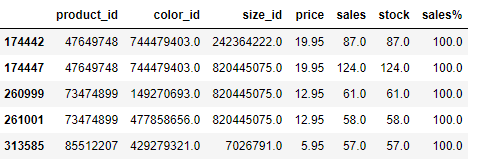 product_id color_id size_id price sales stock sales%
174442 47649748 744479403.0 242364222.0 19.95 87.0 87.0 100.0
174447 47649748 744479403.0 820445075.0 19.95 124.0 124.0 100.0
260999 73474899 149270693.0 820445075.0 12.95 61.0 61.0 100.0
261001 73474899 477858656.0 820445075.0 12.95 58.0 58.0 100.0
313585 85512207 429279321.0 7026791.0 5.95 57.0 57.0 100.0